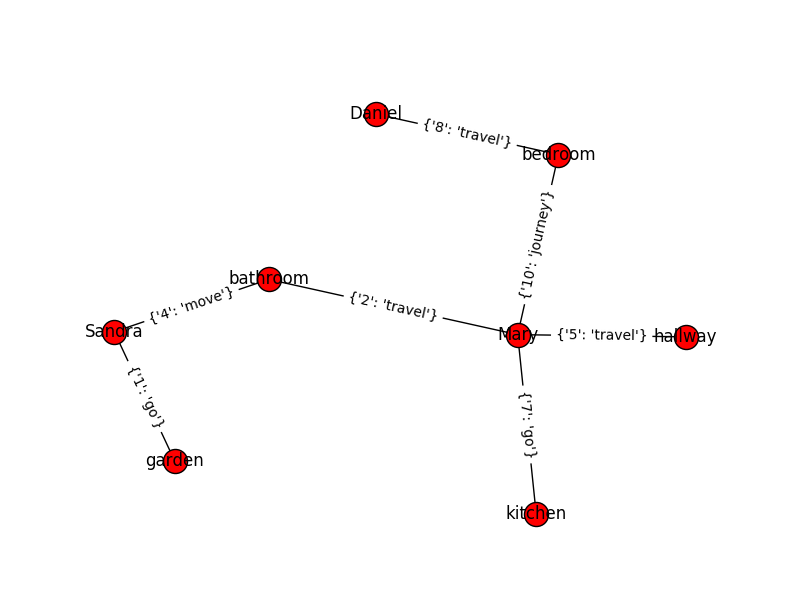 Daniel
{'8': 'travel'}
bedroom
{'10': 'journey'}
bathroom
{'4': 'move'}
{'2': 'travel'}
Sandra
Mary
{'5': 'travel'}
hallway
{'1': 'go'}
{'7': 'go'}
garden
kitchen